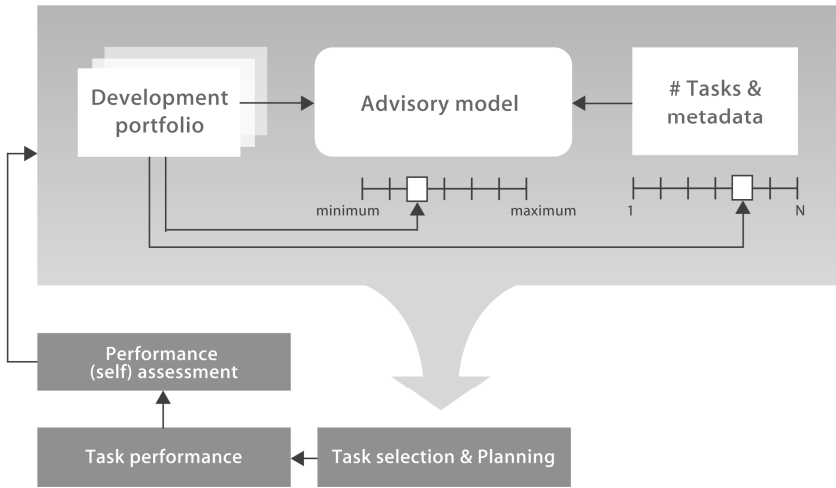 Development
portfolio
Advisory model
# Tasks &
metadata
minimum
maximum
1
N
Performance
(self) assessment
Task performance
Task selection & Planning